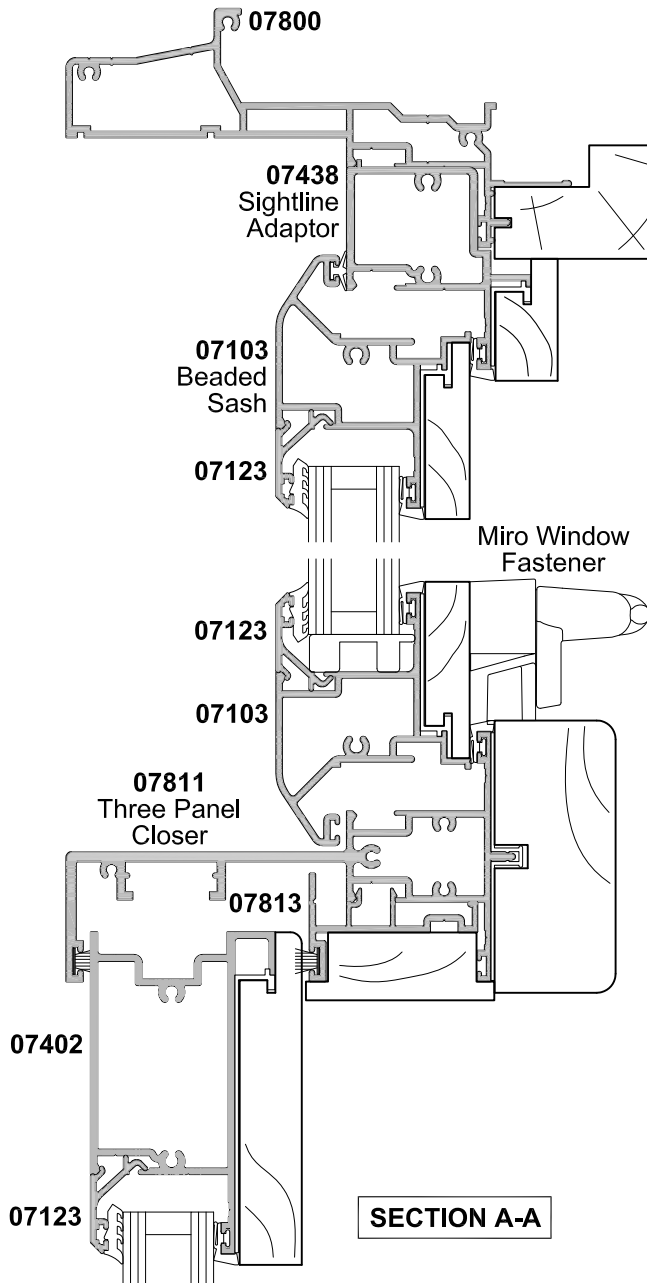 07800
07438
Sightline
Adaptor
07103
Beaded
Sash
07123
Miro Window
Fastener
07123
07103
07811
Three Panel
Closer
07813
07402
07123
SECTION A-A